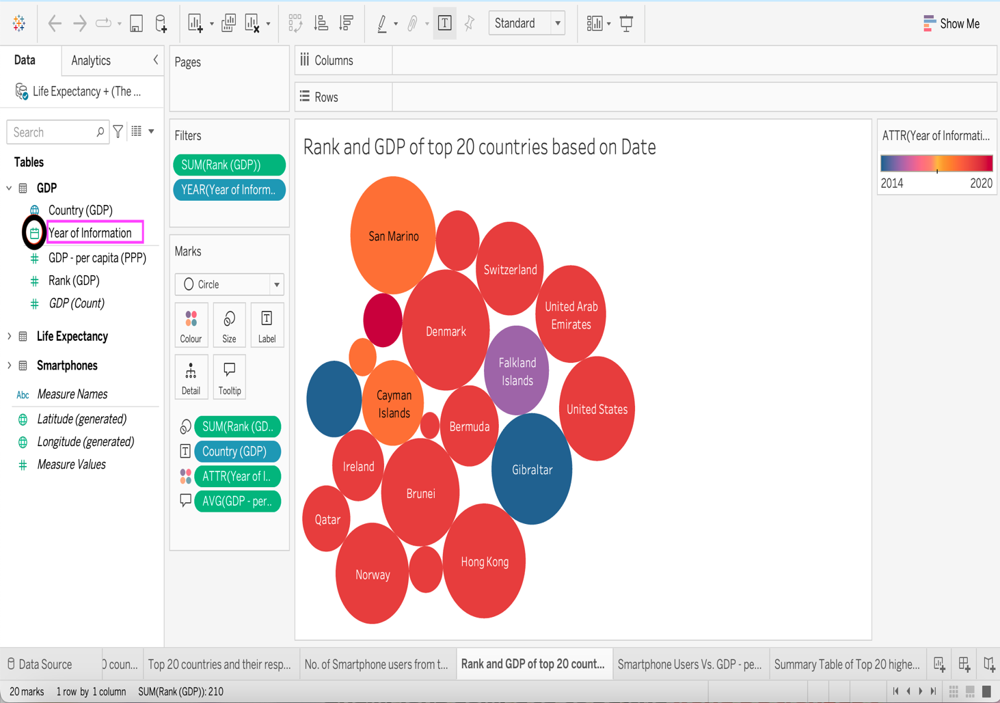 Standard
Show Me
Data
Analytics
Life Expectancy + (The ...
Search
Tables
GDP
Country (GDP)
Year of Information
GDP - per capita (PPP)
Rank (GDP)
GDP (Count)
Life Expectancy
Smartphones
Abc Measure Names
Latitude (generated)
Longitude (generated)
Measure Values
Pages
Filters
SUM(Rank (GDP))
YEAR(Year of Inform..
Marks
Circle
Colour Size Label
Detail Tooltip
SUM(Rank (GD..
Country (GDP)
ATTR(Year of I..
AVG(GDP - per..
Columns
Rows
Rank and GDP of top 20 countries based on Date
San Marino
Switzerland
United Arab
Emirates
Denmark
Falkland
Islands
Cayman
Islands
United States
Bermuda
Ireland
Gibraltar
Brunei
Qatar
Hong Kong
Norway
ATTR(Year of Informati...
2014 2020
Data Source
0 coun...
Top 20 countries and their resp...
No. of Smartphone users from t...
Rank and GDP of top 20 count...
Smartphone Users Vs. GDP - pe...
Summary Table of Top 20 highe...
20 marks 1 row by 1 column SUM(Rank (GDP)): 210